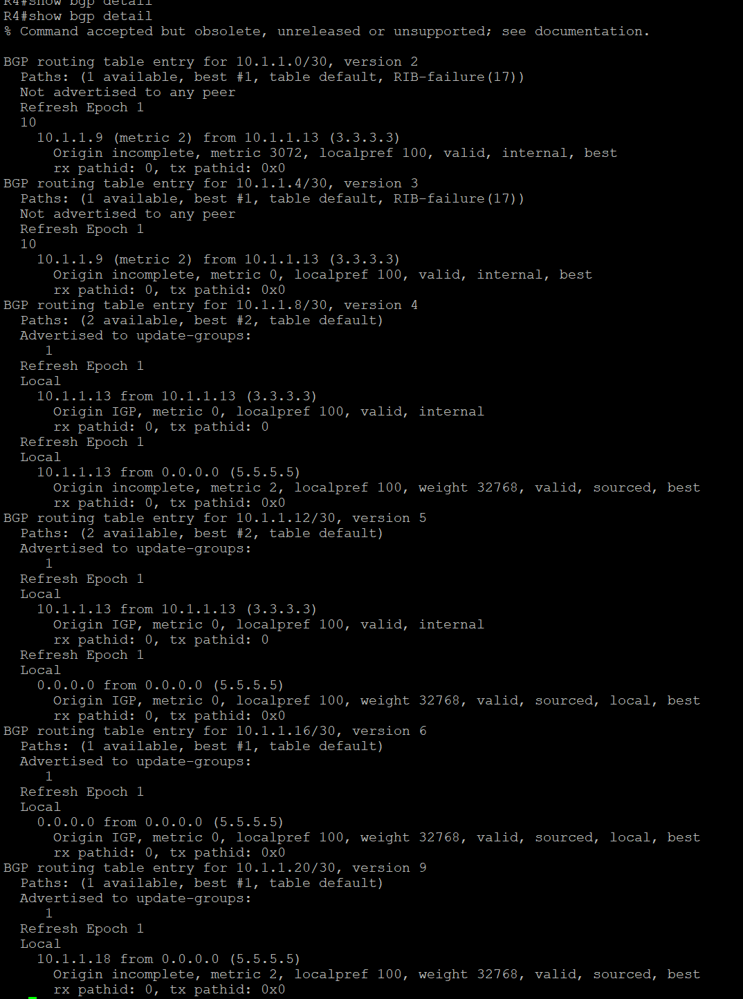 R4#show bgp detail
R4#show bgp detail
% Command accepted but obsolete, unreleased or unsupported; see documentation.
BGP routing table entry for 10.1.1.0/30, version 2
Paths: (1 available, best #1, table default, RIB-failure(17))
Not advertised to any peer
Refresh Epoch 1
10
10.1.1.9 (metric 2) from 10.1.1.13 (3.3.3.3)
Origin incomplete, metric 3072, localpref 100, valid, internal, best
rx pathid: 0, tx pathid: 0x0
BGP routing table entry for 10.1.1.4/30, version 3
Paths: (1 available, best #1, table default, RIB-failure(17))
Not advertised to any peer
Refresh Epoch 1
10
10.1.1.9 (metric 2) from 10.1.1.13 (3.3.3.3)
Origin incomplete, metric 0, localpref 100, valid, internal, best
rx pathid: 0, tx pathid: 0x0
BGP routing table entry for 10.1.1.8/30, version 4
Paths: (2 available, best #2, table default)
Advertised to update-groups:
1
Refresh Epoch 1
Local
10.1.1.13 from 10.1.1.13 (3.3.3.3)
Origin IGP, metric 0, localpref 100, valid, internal
rx pathid: 0, tx pathid: 0
Refresh Epoch 1
Local
10.1.1.13 from 0.0.0.0 (5.5.5.5)
Origin incomplete, metric 2, localpref 100, weight 32768, valid, sourced, best
rx pathid: 0, tx pathid: 0x0
BGP routing table entry for 10.1.1.12/30, version 5
Paths: (2 available, best #2, table default)
Advertised to update-groups:
1
Refresh Epoch 1
Local
10.1.1.13 from 10.1.1.13 (3.3.3.3)
Origin IGP, metric 0, localpref 100, valid, internal
rx pathid: 0, tx pathid: 0
Refresh Epoch 1
Local
0.0.0.0 from 0.0.0.0 (5.5.5.5)
Origin IGP, metric 0, localpref 100, weight 32768, valid, sourced, local, best
rx pathid: 0, tx pathid: 0x0
BGP routing table entry for 10.1.1.16/30, version 6
Paths: (1 available, best #1, table default)
Advertised to update-groups:
1
Refresh Epoch 1
Local
0.0.0.0 from 0.0.0.0 (5.5.5.5)
Origin IGP, metric 0, localpref 100, weight 32768, valid, sourced, local, best
rx pathid: 0, tx pathid: 0x0
BGP routing table entry for 10.1.1.20/30, version 9
Paths: (1 available, best #1, table default)
Advertised to update-groups:
1
Refresh Epoch 1
Local
10.1.1.18 from 0.0.0.0 (5.5.5.5)
Origin incomplete, metric 2, localpref 100, weight 32768, valid, sourced, best
rx pathid: 0, tx pathid: 0x0